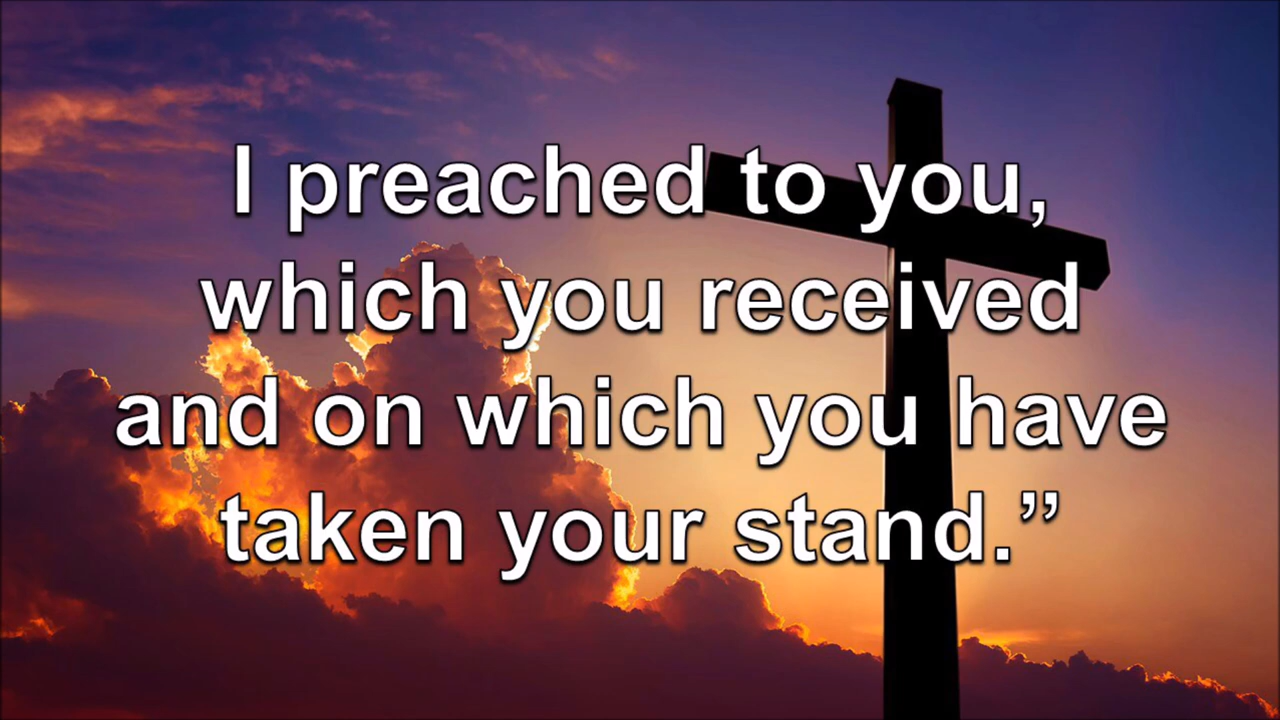 I preached to you,
which you received
and on which you have
taken your stand.”